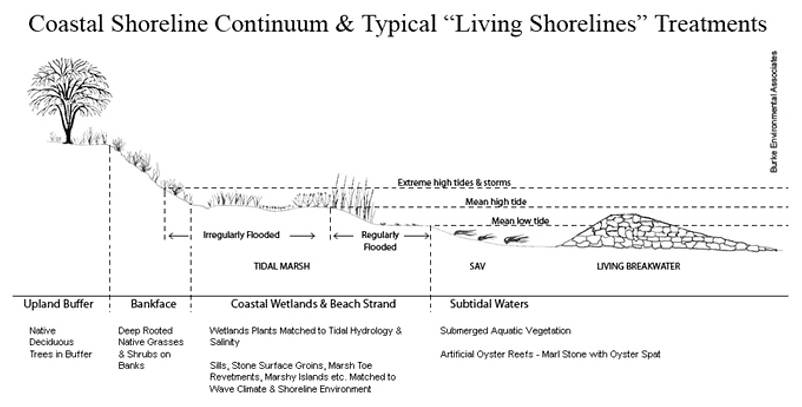 Coastal Shoreline Continuum & Typical “Living Shorelines” Treatments
Burke Environmental Associates
Extreme high tides & storms
Mean high tide
Mean low tide
Irregularly Flooded
Regularly
Flooded
TIDAL MARSH
SAV
LIVING BREAKWATER
Upland Buffer
Bankface
Coastal Wetlands & Beach Strand
Subtidal Waters
Native
Deciduous
Trees in Buffer
Deep Rooted
Native Grasses
& Shrubs on
Banks
Wetlands Plants Matched to Tidal Hydrology &
Salinity
Sills, Stone Surface Groins, Marsh Toe
Revetments, Marshy Islands etc. Matched to
Wave Climate & Shoreline Environment
Submerged Aquatic Vegetation
Artificial Oyster Reefs - Marl Stone with Oyster Spat